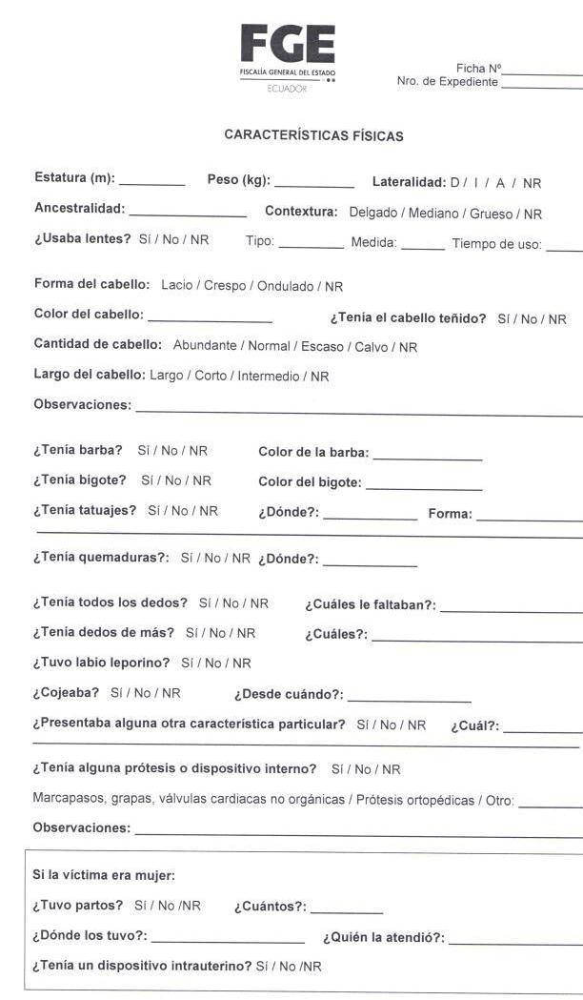 FGE
FISCALÍA GENERAL DEL ESTADO
ECUADOR
Ficha Nº
Nro. de Expediente
CARACTERÍSTICAS FÍSICAS
Estatura (m): Peso (kg): Lateralidad: D / I / A / NR
Ancestralidad: Contextura: Delgado / Mediano / Grueso / NR
¿Usaba lentes? Sí / No / NR Tipo: Medida: Tiempo de uso:
Forma del cabello: Lacio / Crespo / Ondulado / NR
Color del cabello: ¿Tenía el cabello teñido? Sí / No / NR
Cantidad de cabello: Abundante / Normal / Escaso / Calvo / NR
Largo del cabello: Largo / Corto / Intermedio / NR
Observaciones:
¿Tenía barba? Sí / No / NR Color de la barba:
¿Tenía bigote? Sí / No / NR Color del bigote:
¿Tenía tatuajes? Sí / No / NR ¿Dónde?: Forma:
¿Tenía quemaduras?: Sí / No / NR ¿Dónde?:
¿Tenía todos los dedos? Sí / No / NR ¿Cuáles le faltaban?:
¿Tenía dedos de más? Sí / No / NR ¿Cuáles?:
¿Tuvo labio leporino? Sí / No / NR
¿Cojeaba? Sí / No / NR ¿Desde cuándo?:
¿Presentaba alguna otra característica particular? Sí / No / NR ¿Cuál?:
¿Tenía alguna prótesis o dispositivo interno? Sí / No / NR
Marcapasos, grapas, válvulas cardiacas no orgánicas / Prótesis ortopédicas / Otro:
Observaciones:
Si la víctima era mujer:
¿Tuvo partos? Sí / No /NR ¿Cuántos?:
¿Dónde los tuvo?: ¿Quién la atendió?:
¿Tenía un dispositivo intrauterino? Sí / No /NR